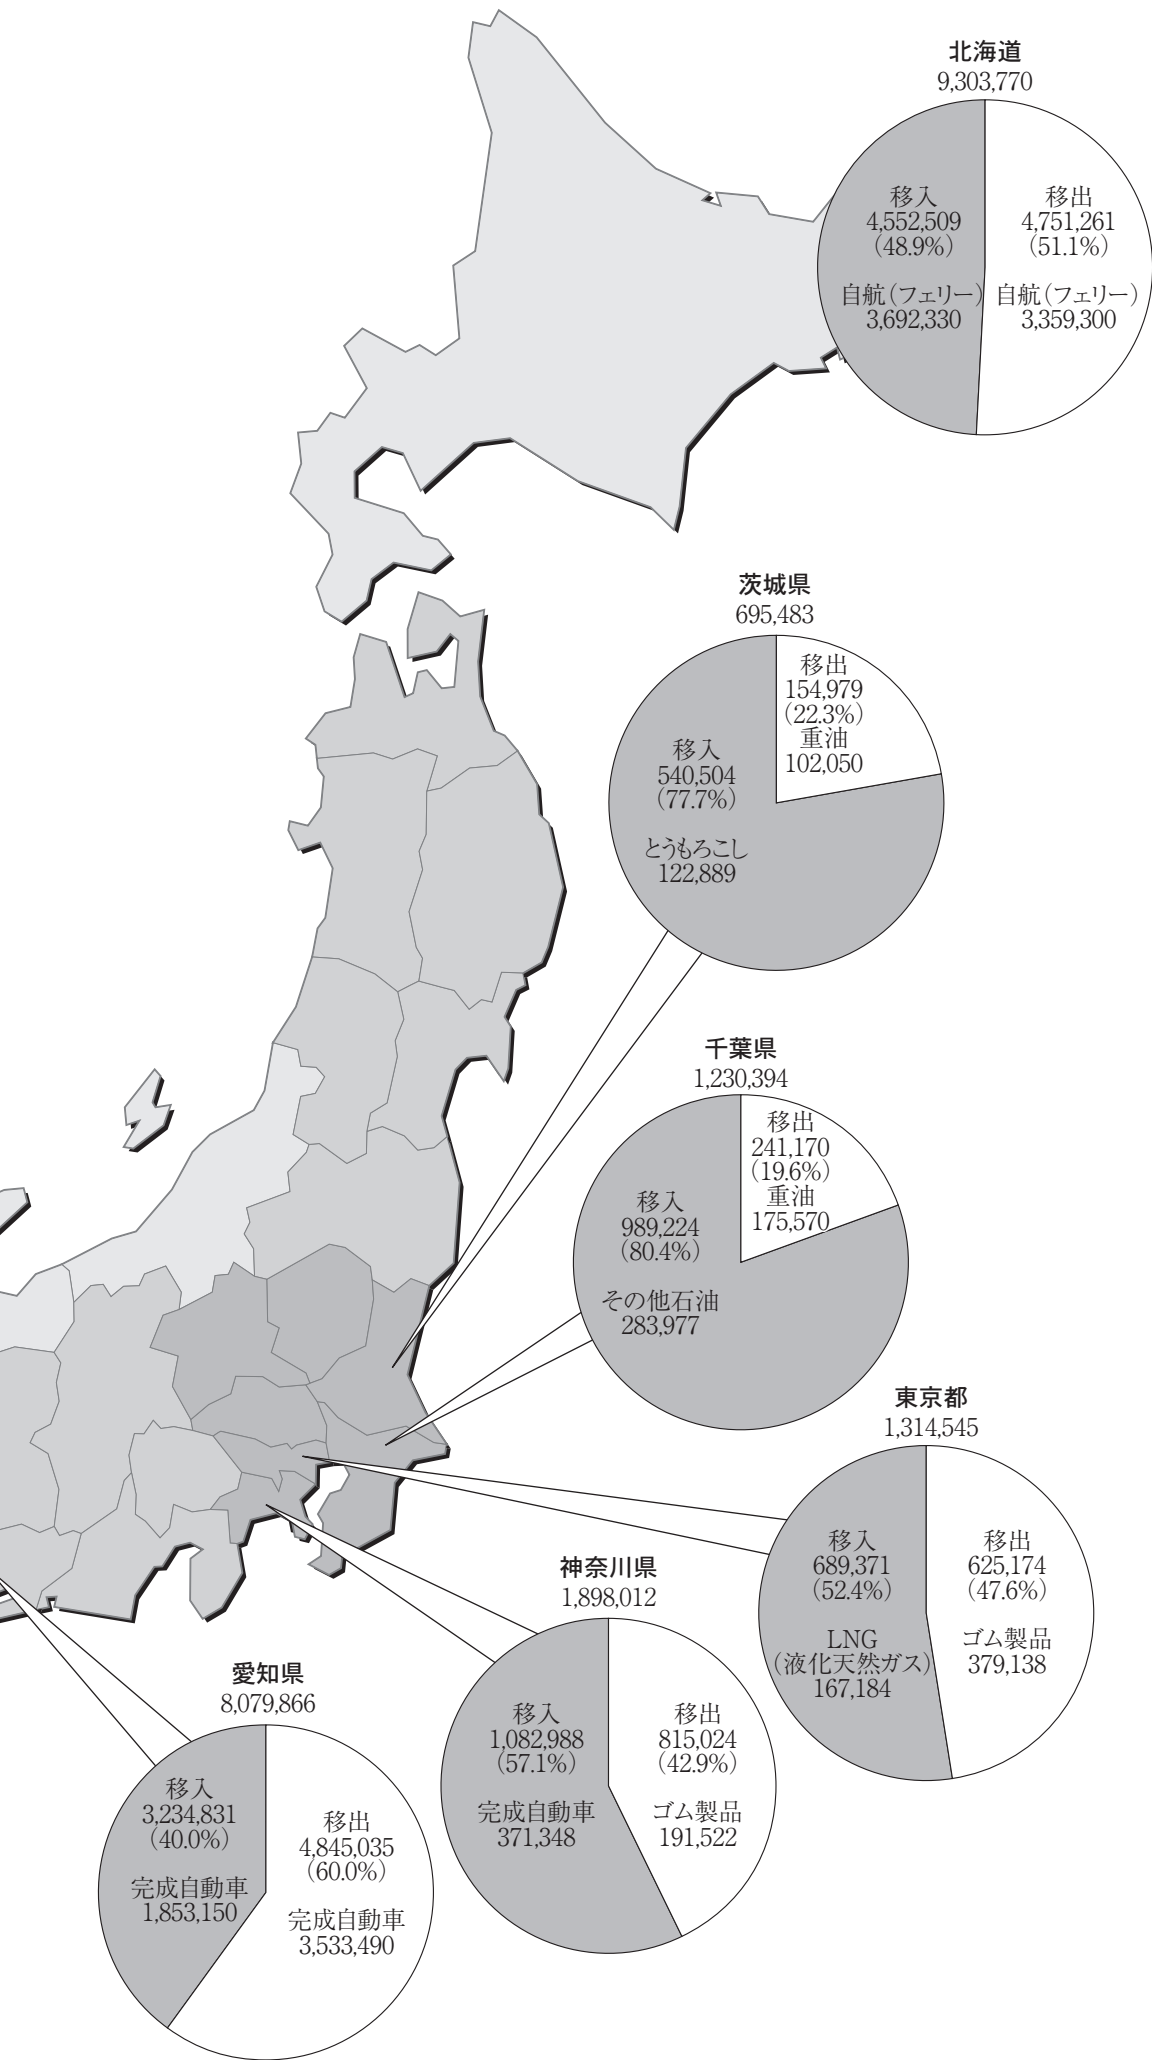 北海道
9,303,770
移入
4,552,509
(48.9%)
自航(フェリー)
3,692,330
移出
4,751,261
(51.1%)
自航(フェリー)
3,359,300
茨城県
695,483
移出
154,979
(22.3%)
重油
102,050
移入
540,504
(77.7%)
とうもろこし
122,889
千葉県
1,230,394
移出
241,170
(19.6%)
重油
175,570
移入
989,224
(80.4%)
その他石油
283,977
東京都
1,314,545
移入
689,371
(52.4%)
LNG
(液化天然ガス)
167,184
移出
625,174
(47.6%)
ゴム製品
379,138
神奈川県
1,898,012
移入
1,082,988
(57.1%)
完成自動車
371,348
移出
815,024
(42.9%)
ゴム製品
191,522
愛知県
8,079,866
移入
3,234,831
(40.0%)
完成自動車
1,853,150
移出
4,845,035
(60.0%)
完成自動車
3,533,490